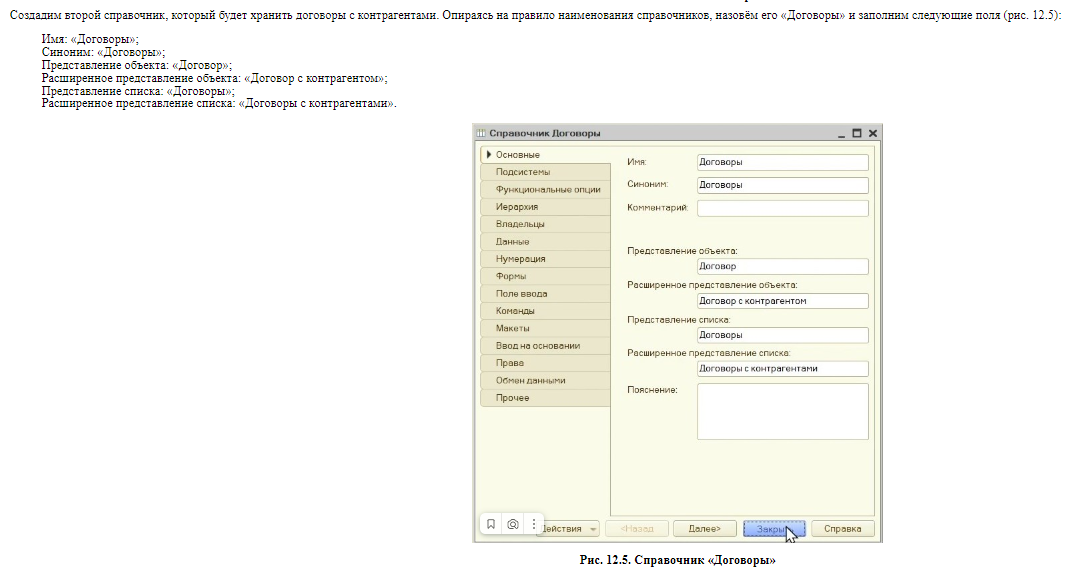 Создадим второй справочник, который будет хранить договоры с контрагентами. Опираясь на правило наименования справочников, назовём его «Договоры» и заполним следующие поля (рис. 12.5):
Имя: «Договоры»;
Синоним: «Договоры»;
Представление объекта: «Договор»;
Расширенное представление объекта: «Договор с контрагентом»;
Представление списка: «Договоры»;
Расширенное представление списка: «Договоры с контрагентами».
Справочник Договоры
Основные
Подсистемы
Функциональные опции
Иерархия
Владельцы
Данные
Нумерация
Формы
Поле ввода
Команды
Макеты
Ввод на основании
Права
Обмен данными
Прочее
Имя: Договоры
Синоним: Договоры
Комментарий:
Представление объекта:
Договор
Расширенное представление объекта:
Договор с контрагентом
Представление списка:
Договоры
Расширенное представление списка:
Договоры с контрагентами
Пояснение:
<Назад Далее> Справка
Рис. 12.5. Справочник «Договоры»